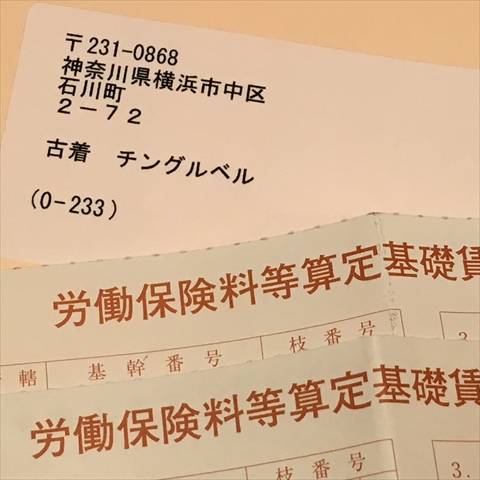 〒231-0868
神奈川県横浜市中区
石川町
２－７２
古着　チングルベル
(0-233)
労働保険料等算定基礎賃
轄 基幹番号 枝番号 3.
労働保険料等算定基礎賃
枝番号 3.